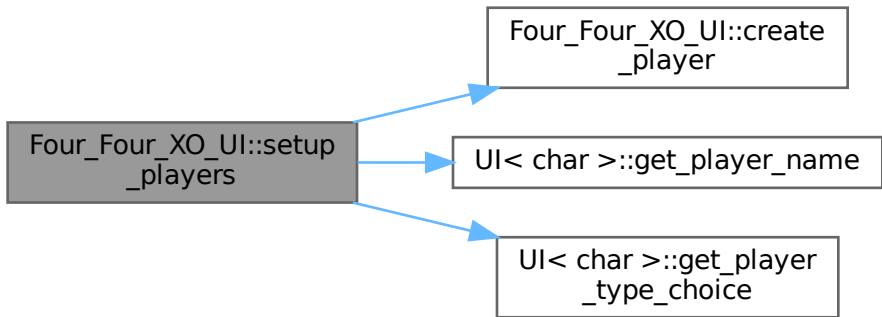 Four_Four_XO_UI::setup
_players
Four_Four_XO_UI::create
_player
UI< char >::get_player_name
UI< char >::get_player
_type_choice